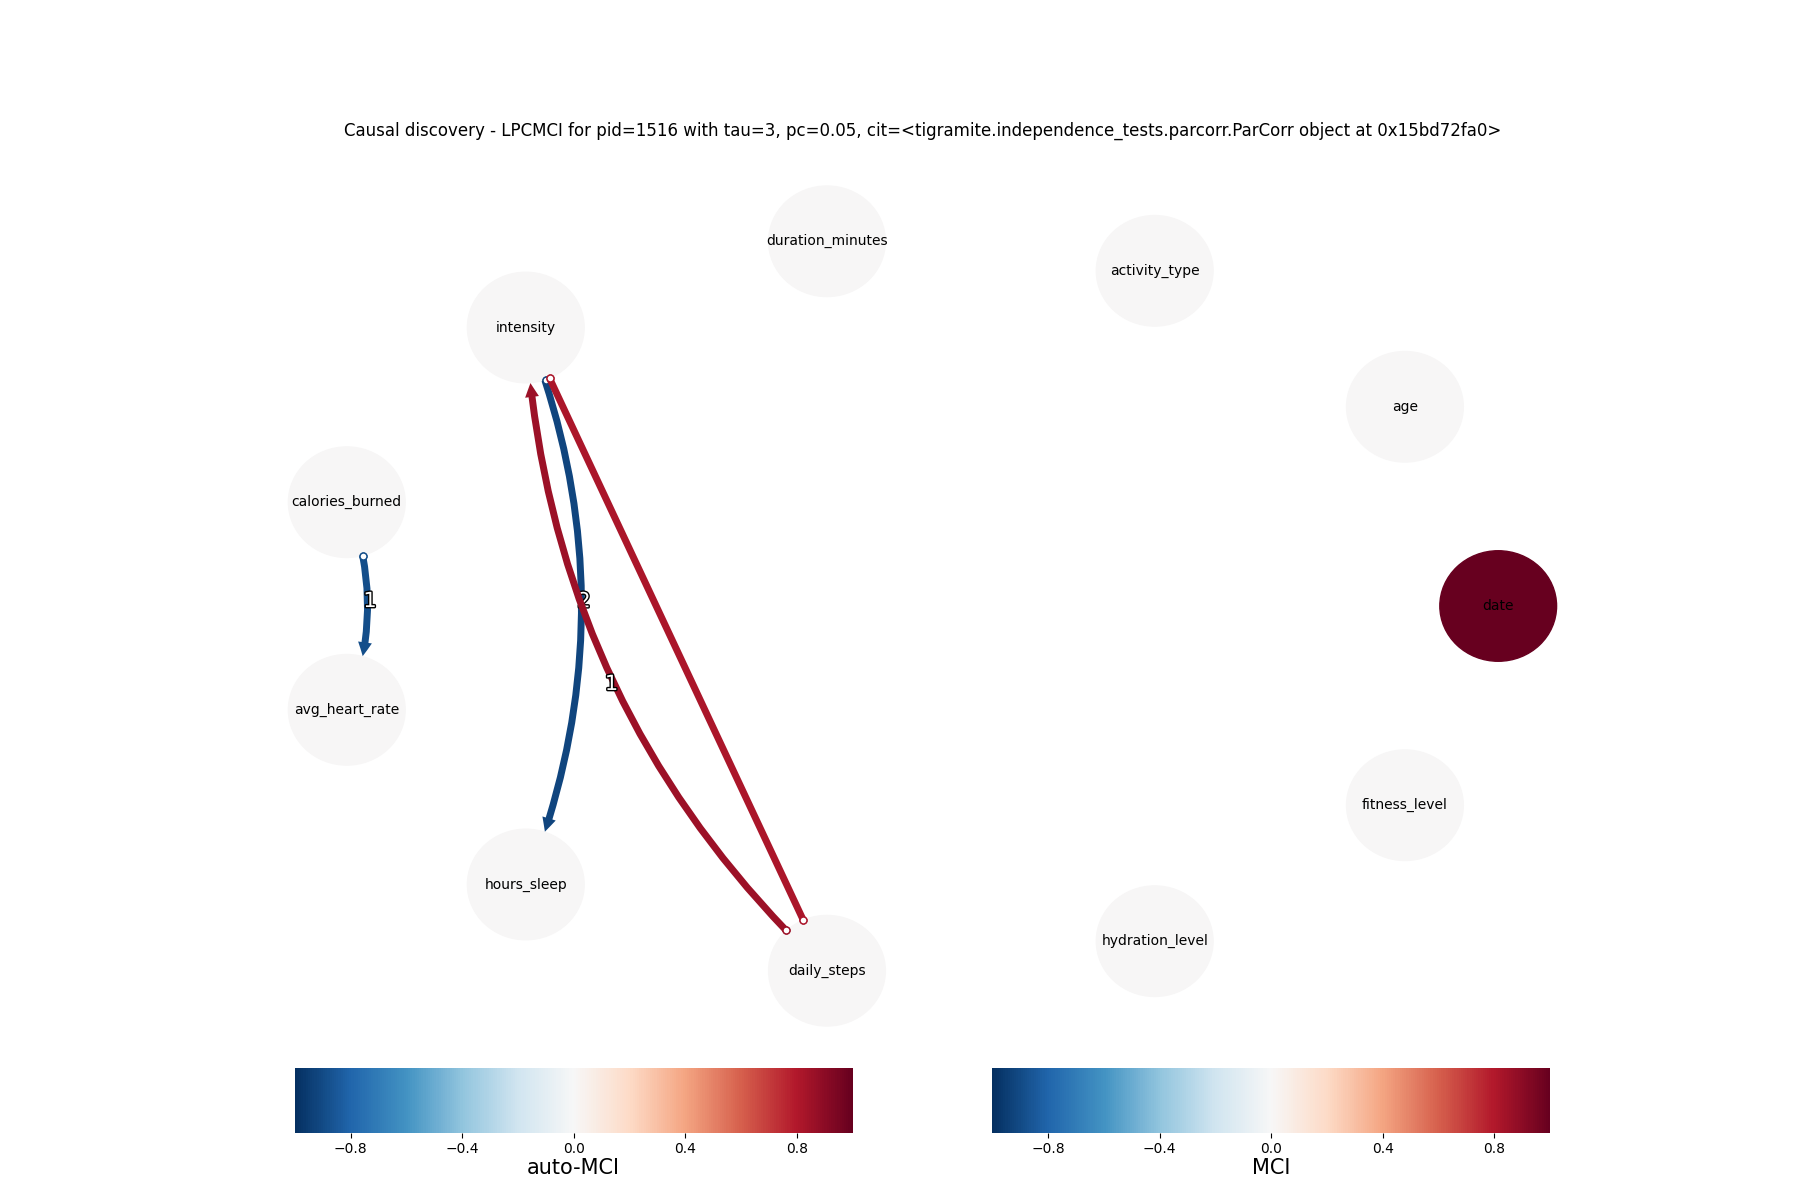 Causal discovery - LPCMCI for pid=1516 with tau=3, pc=0.05, cit=<tigramite.independence_tests.parcorr.ParCorr object at 0x15bd72fa0>
duration_minutes
activity_type
intensity
age
calories_burned
1
2
date
1
avg_heart_rate
fitness_level
hours_sleep
hydration_level
daily_steps
−0.8 −0.4 0.0 0.4 0.8
auto-MCI
−0.8 −0.4 0.0 0.4 0.8
MCI